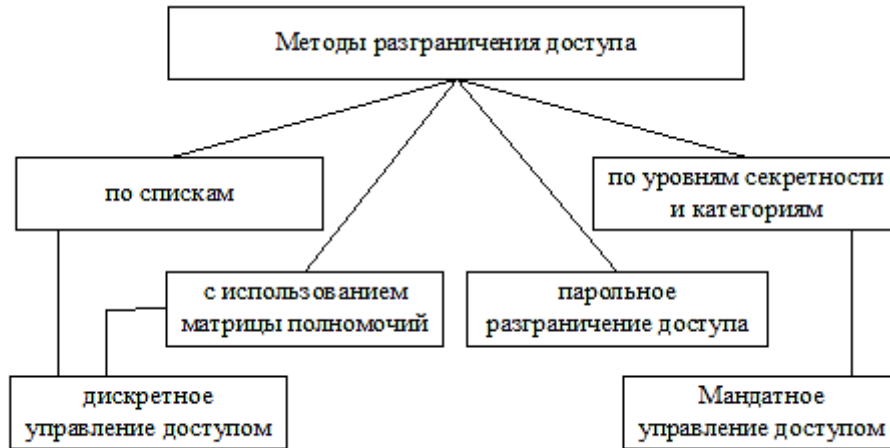 Методы разграничения доступа
по спискам
по уровням секретности
и категориям
с использованием
матрицы полномочий
парольное
разграничение доступа
дискретное
управление доступом
Мандатное
управление доступом